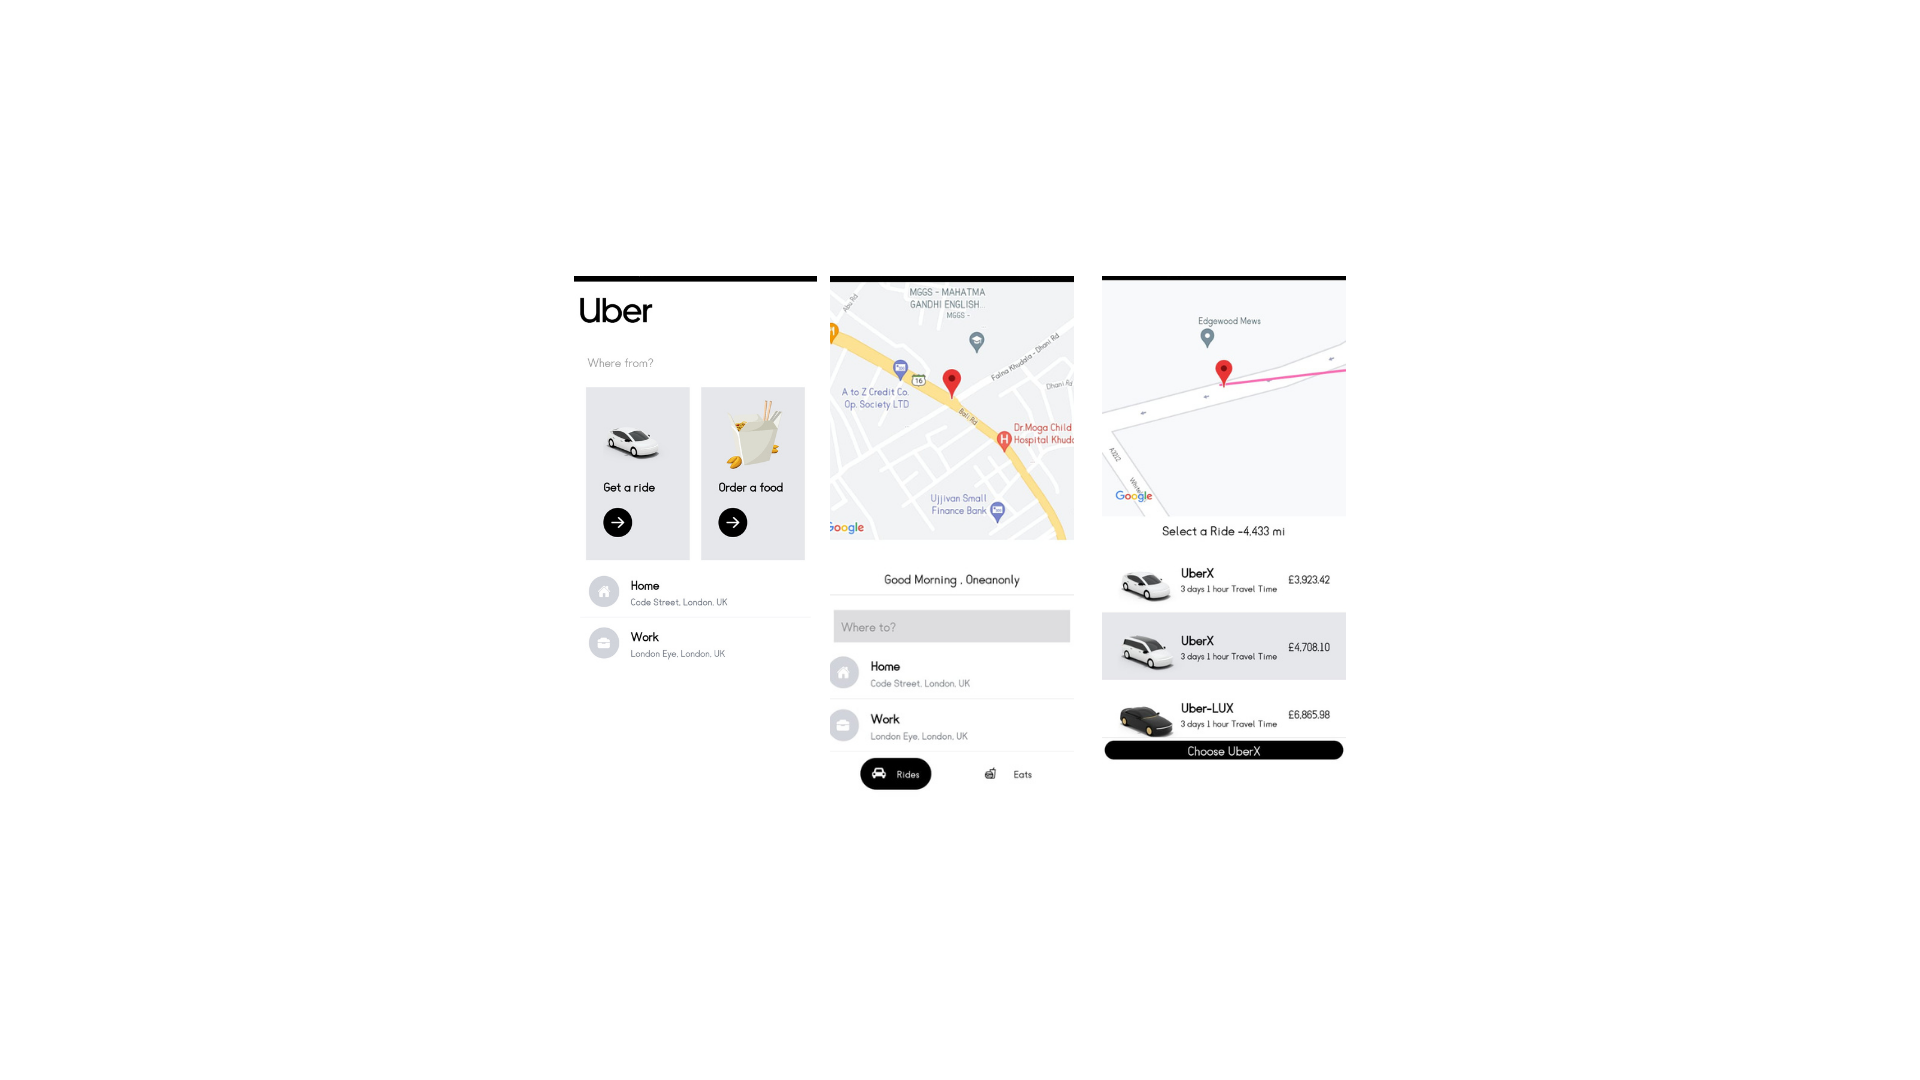 Uber
Where from?
Get a ride
Order a food
Home
Code Street, London, UK
Work
London Eye, London, UK
MGGS - MAHATMA
GANDHI ENGLISH...
MGGS -
Abu Rd
Falna Khudala - Dhani Rd
16
A to Z Credit Co.
Op. Society LTD
Dhani Rd
Bali Rd
Dr.Moga Child
Hospital Khuda
Ujjivan Small
Finance Bank
Google
Good Morning , Oneanonly
Where to?
Home
Code Street, London, UK
Work
London Eye, London, UK
Rides
Eats
Edgewood Mews
A3212
Google
Select a Ride -4,433 mi
UberX
3 days 1 hour Travel Time
£3,923.42
UberX
3 days 1 hour Travel Time
£4,708.10
Uber-LUX
3 days 1 hour Travel Time
£6,865.98
Choose UberX